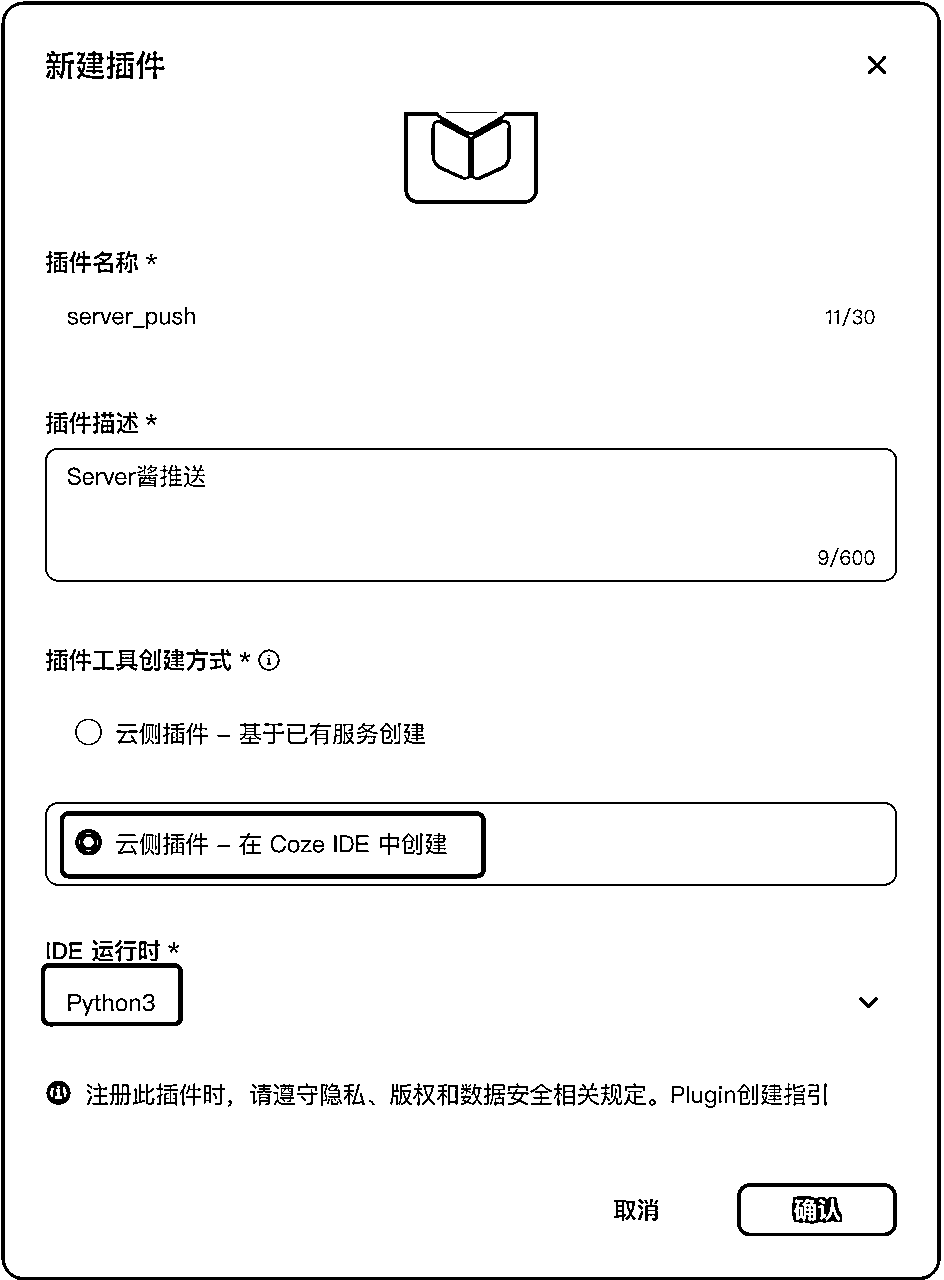 新建插件
插件名称 *
server_push
11/30
插件描述 *
Server酱推送
9/600
插件工具创建方式 *
云侧插件 – 基于已有服务创建
云侧插件 – 在 Coze IDE 中创建
IDE 运行时 *
Python3
注册此插件时，请遵守隐私、版权和数据安全相关规定。Plugin创建指引
取消
确认